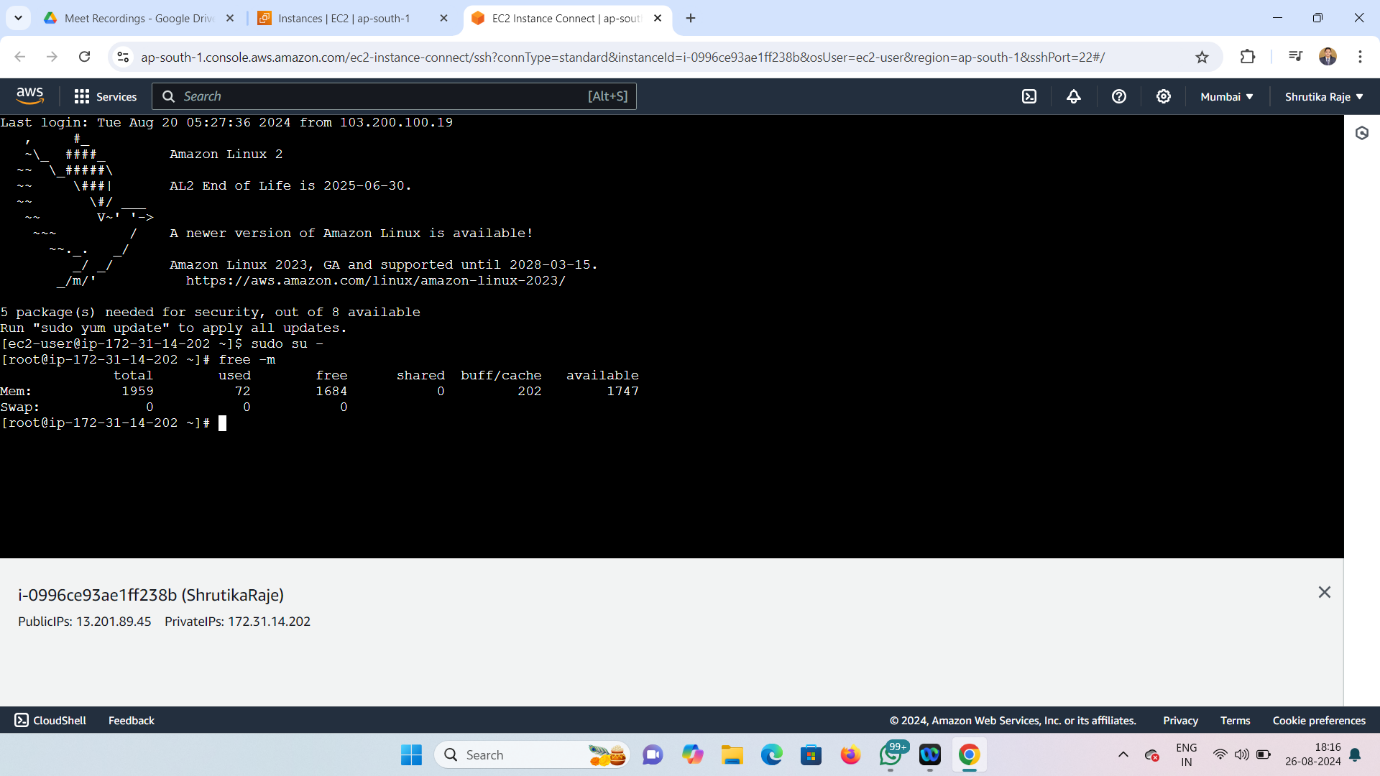 Meet Recordings - Google Driv
Instances | EC2 | ap-south-1
EC2 Instance Connect | ap-sout
ap-south-1.console.aws.amazon.com/ec2-instance-connect/ssh?connType=standard&instanceId=i-0996ce93ae1ff238b&osUser=ec2-user&region=ap-south-1&sshPort=22#/
aws Services Search [Alt+S] Mumbai ▼ Shrutika Raje ▼
Last login: Tue Aug 20 05:27:36 2024 from 103.200.100.19
   ,     #_
   ~\_  ####_        Amazon Linux 2
  ~~  \_#####\
  ~~     \###|       AL2 End of Life is 2025-06-30.
  ~~       \#/ ___
   ~~       V~' '->
    ~~~         /    A newer version of Amazon Linux is available!
      ~~._.   _/
         _/ _/       Amazon Linux 2023, GA and supported until 2028-03-15.
       _/m/'           https://aws.amazon.com/linux/amazon-linux-2023/
5 package(s) needed for security, out of 8 available
Run "sudo yum update" to apply all updates.
[ec2-user@ip-172-31-14-202 ~]$ sudo su -
[root@ip-172-31-14-202 ~]# free -m
              total        used        free      shared  buff/cache   available
Mem:           1959          72        1684           0         202        1747
Swap:             0           0           0
[root@ip-172-31-14-202 ~]#
i-0996ce93ae1ff238b (ShrutikaRaje)
PublicIPs: 13.201.89.45 PrivateIPs: 172.31.14.202
CloudShell Feedback © 2024, Amazon Web Services, Inc. or its affiliates. Privacy Terms Cookie preferences
Search 99+ ENG 18:16
IN 26-08-2024